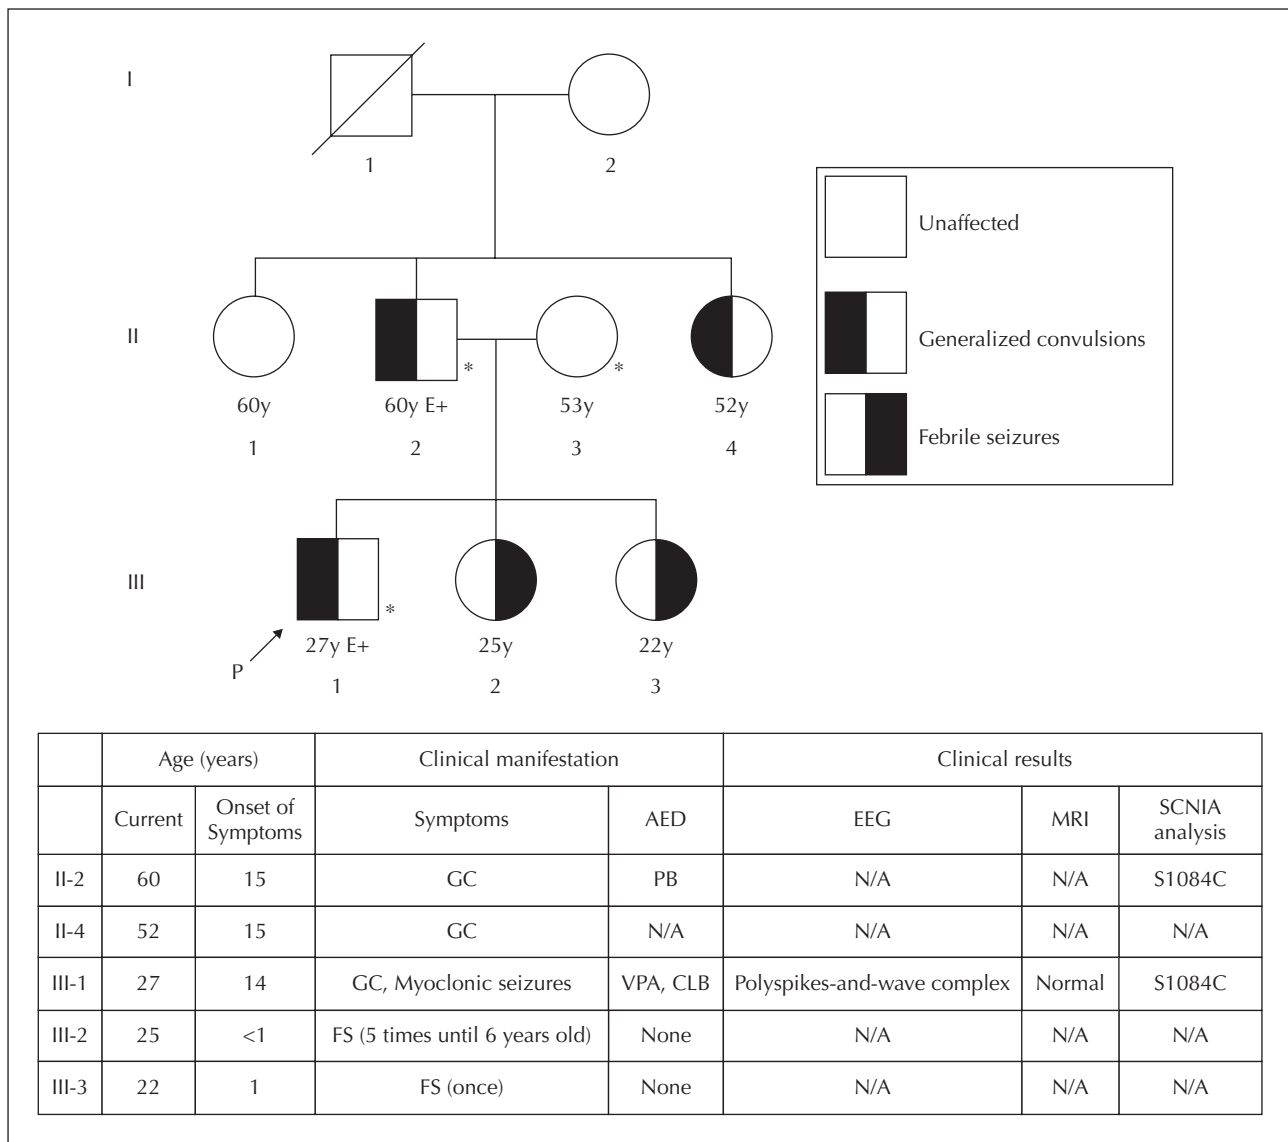 I
1
2
Unaffected
Generalized convulsions
Febrile seizures
II
* *
60y 60y E+ 53y 52y
1 2 3 4
III
*
P
27y E+ 25y 22y
1 2 3
Age (years) Clinical manifestation Clinical results
Current Onset of Symptoms Symptoms AED EEG MRI SCNIA analysis
II-2 60 15 GC PB N/A N/A S1084C
II-4 52 15 GC N/A N/A N/A N/A
III-1 27 14 GC, Myoclonic seizures VPA, CLB Polyspikes-and-wave complex Normal S1084C
III-2 25 <1 FS (5 times until 6 years old) None N/A N/A N/A
III-3 22 1 FS (once) None N/A N/A N/A